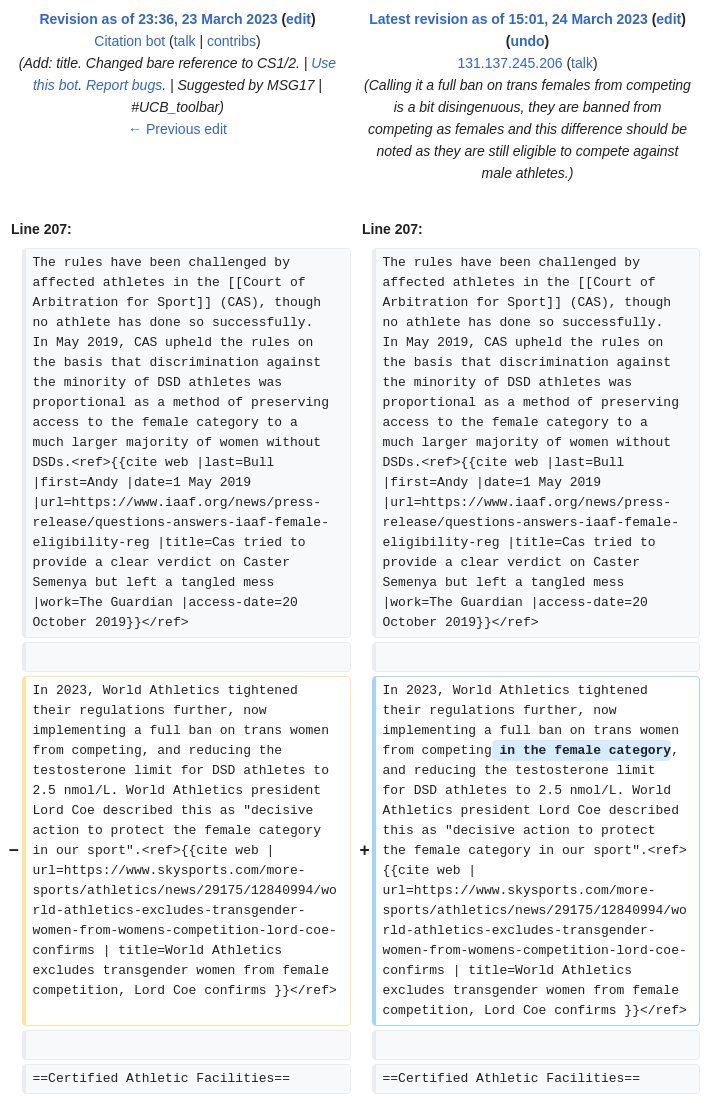 Revision as of 23:36, 23 March 2023 (edit)
Citation bot (talk | contribs)
(Add: title. Changed bare reference to CS1/2. | Use
this bot. Report bugs. | Suggested by MSG17 |
#UCB_toolbar)
← Previous edit
Latest revision as of 15:01, 24 March 2023 (edit)
(undo)
131.137.245.206 (talk)
(Calling it a full ban on trans females from competing
is a bit disingenuous, they are banned from
competing as females and this difference should be
noted as they are still eligible to compete against
male athletes.)
Line 207:
The rules have been challenged by
affected athletes in the [[Court of
Arbitration for Sport]] (CAS), though
no athlete has done so successfully.
In May 2019, CAS upheld the rules on
the basis that discrimination against
the minority of DSD athletes was
proportional as a method of preserving
access to the female category to a
much larger majority of women without
DSDs.<ref>{{cite web |last=Bull
|first=Andy |date=1 May 2019
|url=https://www.iaaf.org/news/press-
release/questions-answers-iaaf-female-
eligibility-reg |title=Cas tried to
provide a clear verdict on Caster
Semenya but left a tangled mess
|work=The Guardian |access-date=20
October 2019}}</ref>
−
In 2023, World Athletics tightened
their regulations further, now
implementing a full ban on trans women
from competing, and reducing the
testosterone limit for DSD athletes to
2.5 nmol/L. World Athletics president
Lord Coe described this as "decisive
action to protect the female category
in our sport".<ref>{{cite web |
url=https://www.skysports.com/more-
sports/athletics/news/29175/12840994/wo
rld-athletics-excludes-transgender-
women-from-womens-competition-lord-coe-
confirms | title=World Athletics
excludes transgender women from female
competition, Lord Coe confirms }}</ref>
==Certified Athletic Facilities==
Line 207:
The rules have been challenged by
affected athletes in the [[Court of
Arbitration for Sport]] (CAS), though
no athlete has done so successfully.
In May 2019, CAS upheld the rules on
the basis that discrimination against
the minority of DSD athletes was
proportional as a method of preserving
access to the female category to a
much larger majority of women without
DSDs.<ref>{{cite web |last=Bull
|first=Andy |date=1 May 2019
|url=https://www.iaaf.org/news/press-
release/questions-answers-iaaf-female-
eligibility-reg |title=Cas tried to
provide a clear verdict on Caster
Semenya but left a tangled mess
|work=The Guardian |access-date=20
October 2019}}</ref>
+
In 2023, World Athletics tightened
their regulations further, now
implementing a full ban on trans women
from competing in the female category,
and reducing the testosterone limit
for DSD athletes to 2.5 nmol/L. World
Athletics president Lord Coe described
this as "decisive action to protect
the female category in our sport".<ref>
{{cite web |
url=https://www.skysports.com/more-
sports/athletics/news/29175/12840994/wo
rld-athletics-excludes-transgender-
women-from-womens-competition-lord-coe-
confirms | title=World Athletics
excludes transgender women from female
competition, Lord Coe confirms }}</ref>
==Certified Athletic Facilities==